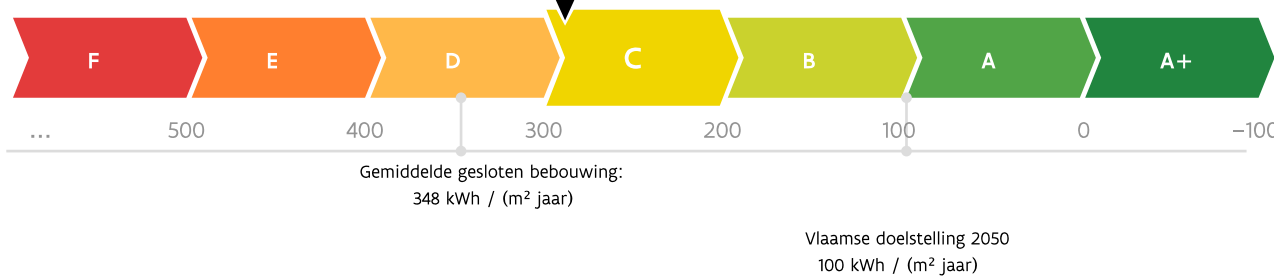 F E D C B A A+
... 500 400 300 200 100 0 −100
Gemiddelde gesloten bebouwing:
348 kWh / (m² jaar)
Vlaamse doelstelling 2050
100 kWh / (m² jaar)